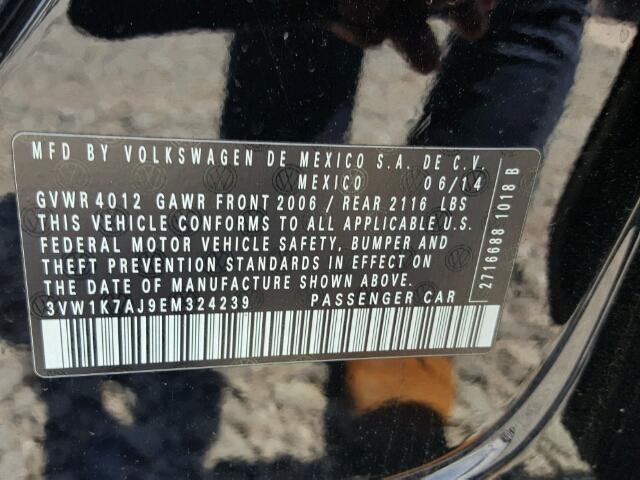 MFD BY VOLKSWAGEN DE MEXICO S.A. DE C.V.
MEXICO 06/14
GVWR 4012 GAWR FRONT 2006 / REAR 2116 LBS
THIS VEHICLE CONFORMS TO ALL APPLICABLE U.S.
FEDERAL MOTOR VEHICLE SAFETY, BUMPER AND
THEFT PREVENTION STANDARDS IN EFFECT ON
THE DATE OF MANUFACTURE SHOWN ABOVE.
3VW1K7AJ9EM324239 PASSENGER CAR
2716688 1018 B